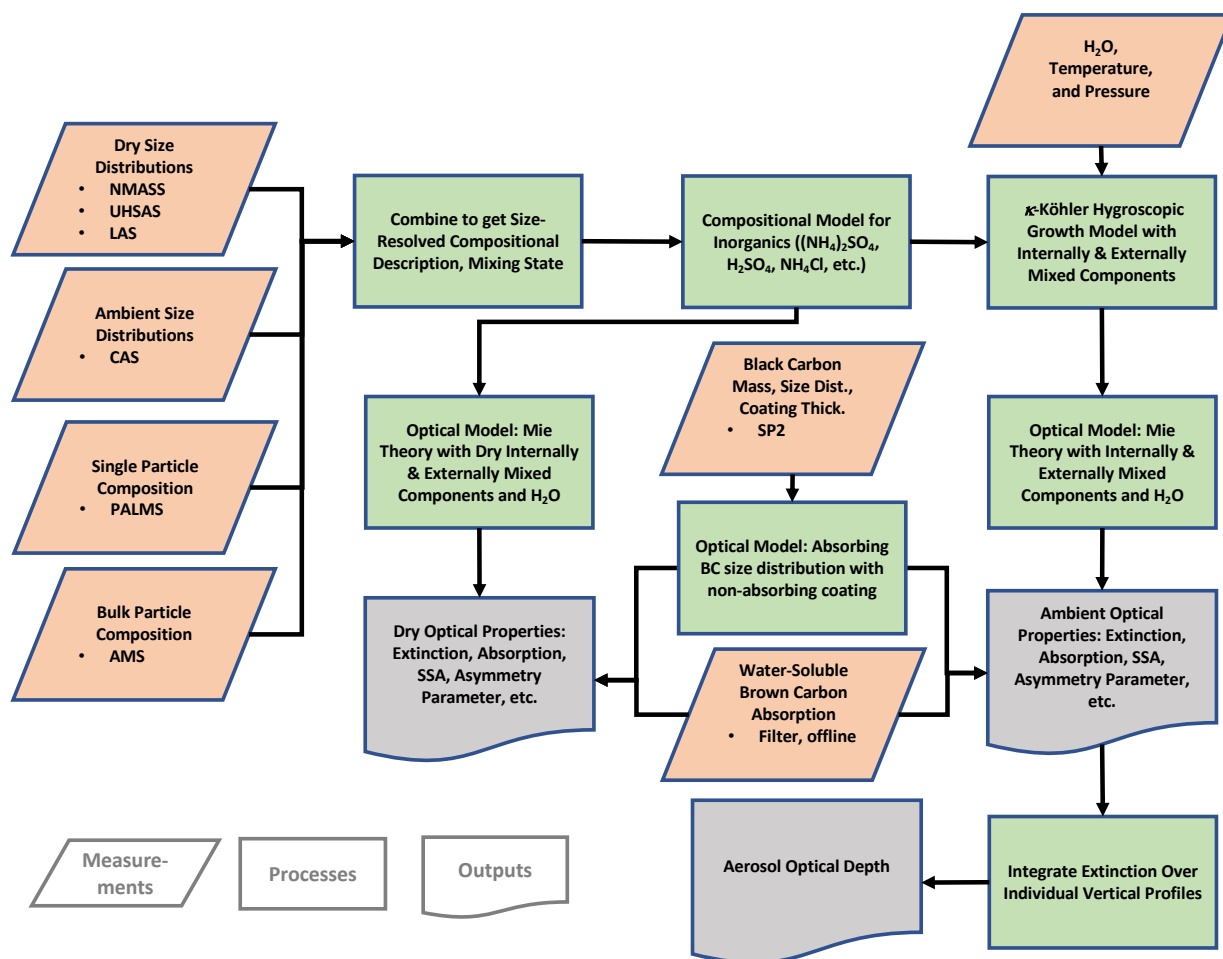 H₂O,
Temperature,
and Pressure
Dry Size
Distributions
• NMASS
• UHSAS
• LAS
Combine to get Size-
Resolved Compositional
Description, Mixing State
Compositional Model for
Inorganics ((NH₄)₂SO₄,
H₂SO₄, NH₄Cl, etc.)
κ-Köhler Hygroscopic
Growth Model with
Internally & Externally
Mixed Components
Ambient Size
Distributions
• CAS
Black Carbon
Mass, Size Dist.,
Coating Thick.
• SP2
Optical Model: Mie
Theory with Dry Internally
& Externally Mixed
Components and H₂O
Optical Model: Mie
Theory with Internally &
Externally Mixed
Components and H₂O
Single Particle
Composition
• PALMS
Optical Model: Absorbing
BC size distribution with
non-absorbing coating
Bulk Particle
Composition
• AMS
Dry Optical Properties:
Extinction, Absorption,
SSA, Asymmetry
Parameter, etc.
Ambient Optical
Properties: Extinction,
Absorption, SSA,
Asymmetry Parameter,
etc.
Water-Soluble
Brown Carbon
Absorption
• Filter, offline
Measure-
ments
Processes
Outputs
Aerosol Optical Depth
Integrate Extinction Over
Individual Vertical Profiles